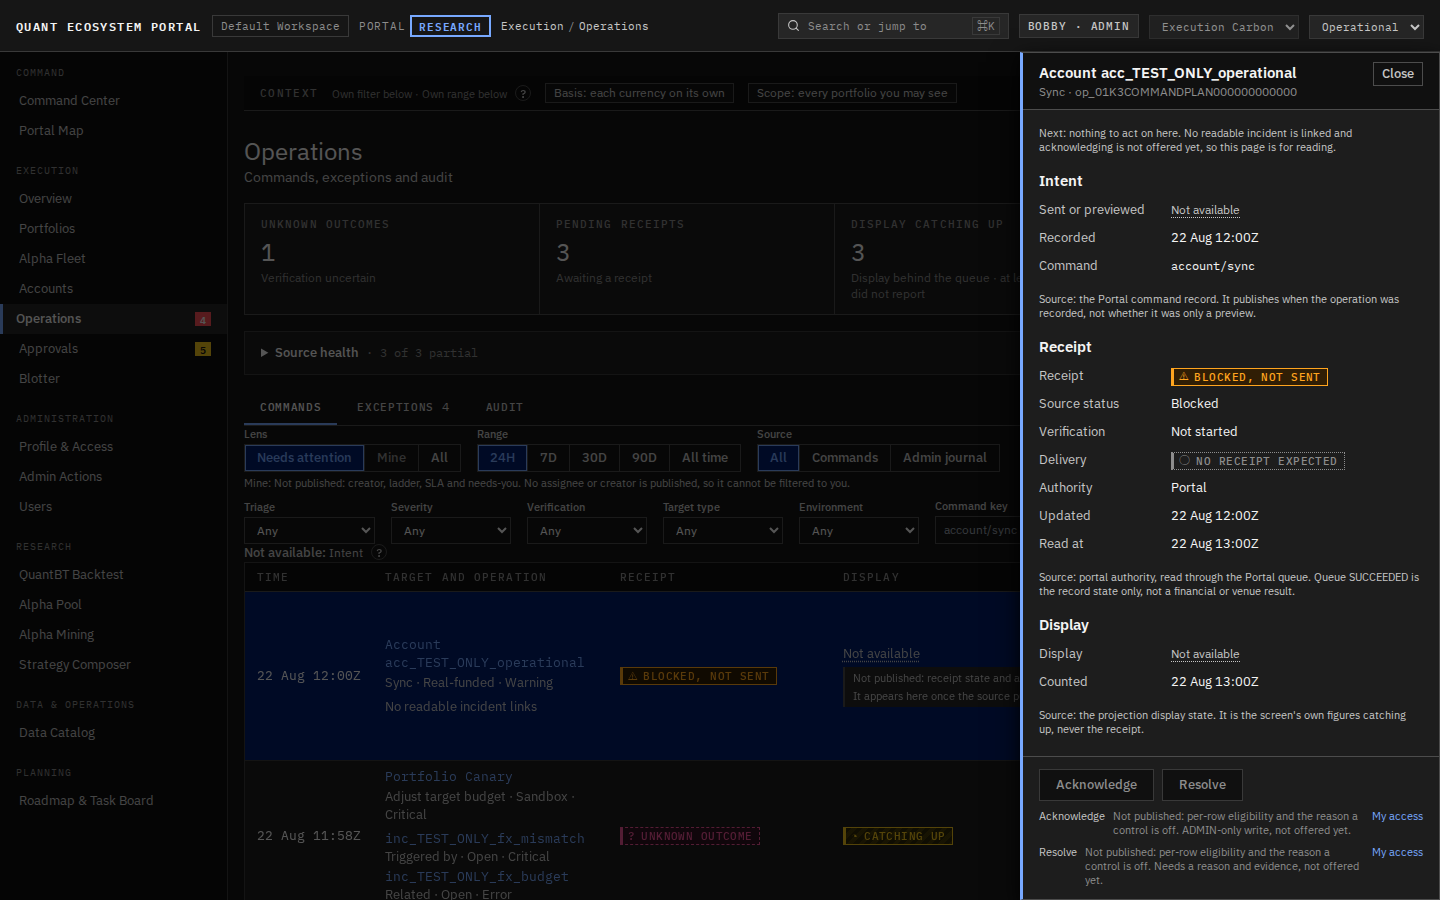 QUANT ECOSYSTEM PORTAL
Default Workspace
PORTAL
RESEARCH
Execution / Operations
Search or jump to
⌘K
BOBBY · ADMIN
Execution Carbon
Operational
COMMAND
Command Center
Portal Map
EXECUTION
Overview
Portfolios
Alpha Fleet
Accounts
Operations
4
Approvals
5
Blotter
ADMINISTRATION
Profile & Access
Admin Actions
Users
RESEARCH
QuantBT Backtest
Alpha Pool
Alpha Mining
Strategy Composer
DATA & OPERATIONS
Data Catalog
PLANNING
Roadmap & Task Board
CONTEXT
Own filter below · Own range below
?
Basis: each currency on its own
Scope: every portfolio you may see
Operations
Commands, exceptions and audit
UNKNOWN OUTCOMES
1
Verification uncertain
PENDING RECEIPTS
3
Awaiting a receipt
DISPLAY CATCHING UP
3
Display behind the queue · at l
did not report
Source health · 3 of 3 partial
COMMANDS
EXCEPTIONS 4
AUDIT
Lens
Needs attention
Mine
All
Range
24H
7D
30D
90D
All time
Source
All
Commands
Admin journal
Mine: Not published: creator, ladder, SLA and needs-you. No assignee or creator is published, so it cannot be filtered to you.
Triage
Any
Severity
Any
Verification
Any
Target type
Any
Environment
Any
Command key
account/sync
Not available: Intent ?
TIME
TARGET AND OPERATION
RECEIPT
DISPLAY
22 Aug 12:00Z
Account
acc_TEST_ONLY_operational
Sync · Real-funded · Warning
No readable incident links
⚠ BLOCKED, NOT SENT
Not available
Not published: receipt state and a
It appears here once the source p
22 Aug 11:58Z
Portfolio Canary
Adjust target budget · Sandbox ·
Critical
inc_TEST_ONLY_fx_mismatch
Triggered by · Open · Critical
inc_TEST_ONLY_fx_budget
Related · Open · Error
? UNKNOWN OUTCOME
CATCHING UP
Account acc_TEST_ONLY_operational
Sync · op_01K3COMMANDPLAN000000000000
Close
Next: nothing to act on here. No readable incident is linked and
acknowledging is not offered yet, so this page is for reading.
Intent
Sent or previewed
Not available
Recorded
22 Aug 12:00Z
Command
account/sync
Source: the Portal command record. It publishes when the operation was
recorded, not whether it was only a preview.
Receipt
Receipt
⚠ BLOCKED, NOT SENT
Source status
Blocked
Verification
Not started
Delivery
NO RECEIPT EXPECTED
Authority
Portal
Updated
22 Aug 12:00Z
Read at
22 Aug 13:00Z
Source: portal authority, read through the Portal queue. Queue SUCCEEDED is
the record state only, not a financial or venue result.
Display
Display
Not available
Counted
22 Aug 13:00Z
Source: the projection display state. It is the screen's own figures catching
up, never the receipt.
Acknowledge
Resolve
Acknowledge
Not published: per-row eligibility and the reason a
control is off. ADMIN-only write, not offered yet.
My access
Resolve
Not published: per-row eligibility and the reason a
control is off. Needs a reason and evidence, not offered
yet.
My access